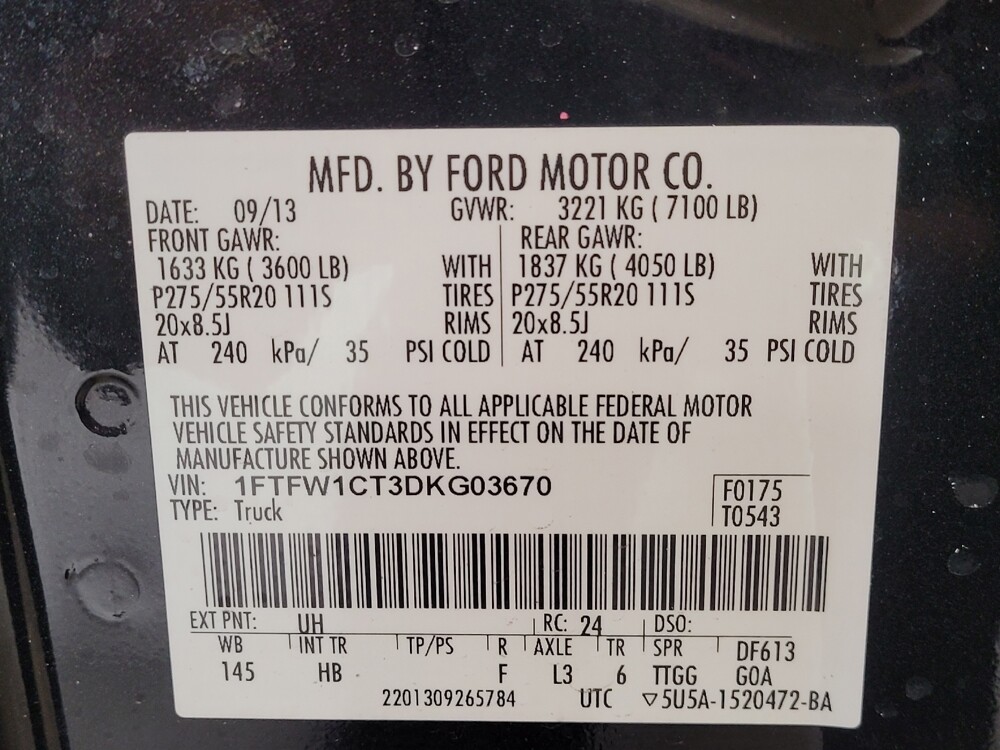 MFD. BY FORD MOTOR CO.
DATE: 09/13 GVWR: 3221 KG ( 7100 LB)
FRONT GAWR: REAR GAWR:
1633 KG ( 3600 LB) WITH 1837 KG ( 4050 LB) WITH
P275/55R20 111S TIRES P275/55R20 111S TIRES
20x8.5J RIMS 20x8.5J RIMS
AT 240 kPa/ 35 PSI COLD AT 240 kPa/ 35 PSI COLD
THIS VEHICLE CONFORMS TO ALL APPLICABLE FEDERAL MOTOR
VEHICLE SAFETY STANDARDS IN EFFECT ON THE DATE OF
MANUFACTURE SHOWN ABOVE.
VIN: 1FTFW1CT3DKG03670 F0175
TYPE: Truck T0543
EXT PNT: UH RC: 24 DSO:
WB INT TR TP/PS R AXLE TR SPR DF613
145 HB F L3 6 TTGG GOA
2201309265784 UTC ▽5U5A-1520472-BA